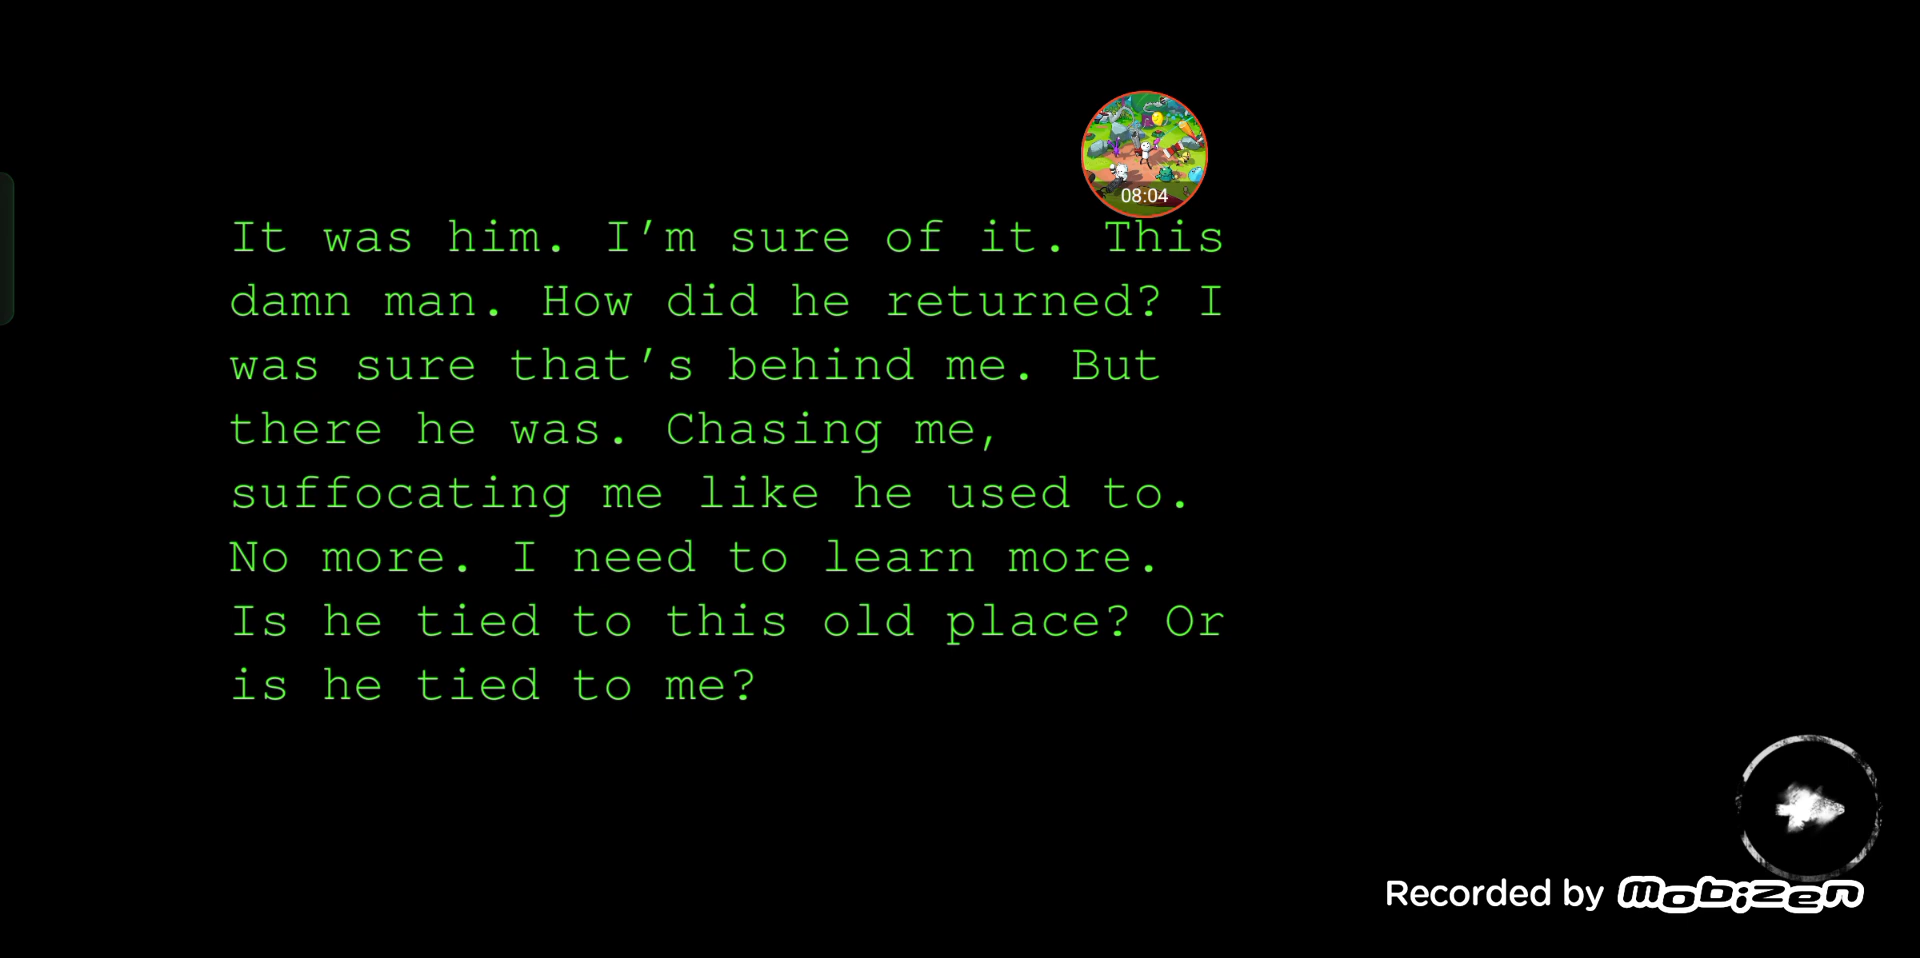 08:04
It was him. I’m sure of it. This
damn man. How did he returned? I
was sure that’s behind me. But
there he was. Chasing me,
suffocating me like he used to.
No more. I need to learn more.
Is he tied to this old place? Or
is he tied to me?
Recorded by mobizen